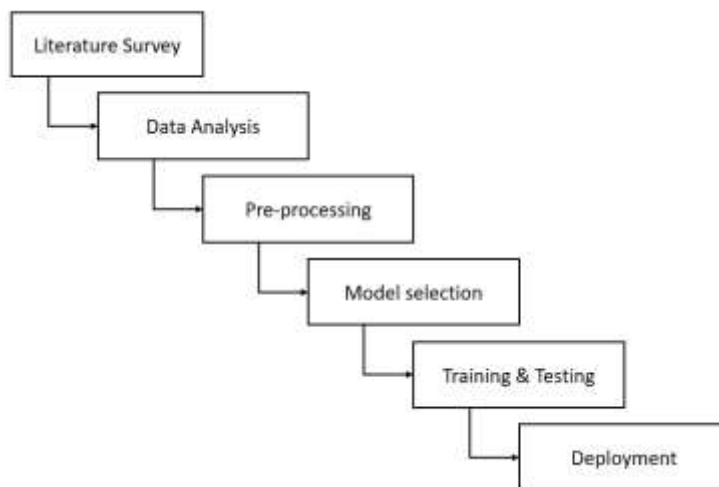 Literature Survey
Data Analysis
Pre-processing
Model selection
Training & Testing
Deployment